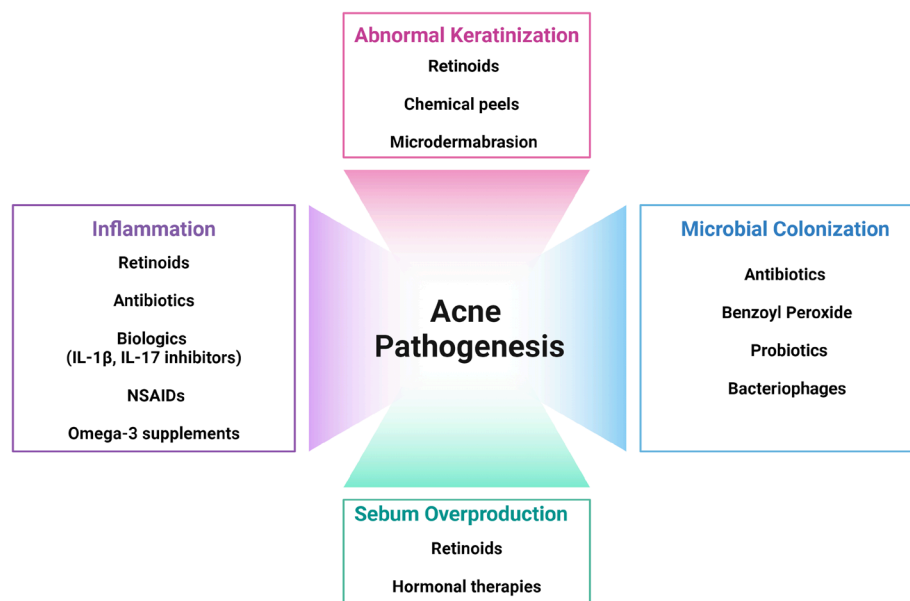 Abnormal Keratinization
Retinoids
Chemical peels
Microdermabrasion
Inflammation
Retinoids
Antibiotics
Biologics
(IL-1β, IL-17 inhibitors)
NSAIDs
Omega-3 supplements
Acne
Pathogenesis
Microbial Colonization
Antibiotics
Benzoyl Peroxide
Probiotics
Bacteriophages
Sebum Overproduction
Retinoids
Hormonal therapies